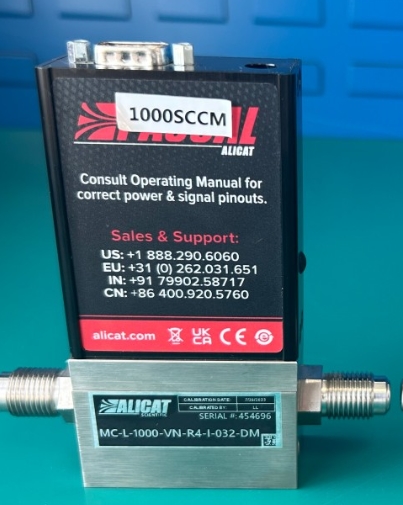 1000SCCM
ALICAT
Consult Operating Manual for
correct power & signal pinouts.
Sales & Support:
US: +1 888.290.6060
EU: +31 (0) 262.031.651
IN: +91 79902.58717
CN: +86 400.920.5760
alicat.com UK CA CE
ALICAT
SCIENTIFIC
CALIBRATION DATE:
CALIBRATED BY: LL
SERIAL #: 454696
MC-L-1000-VN-R4-I-032-DM